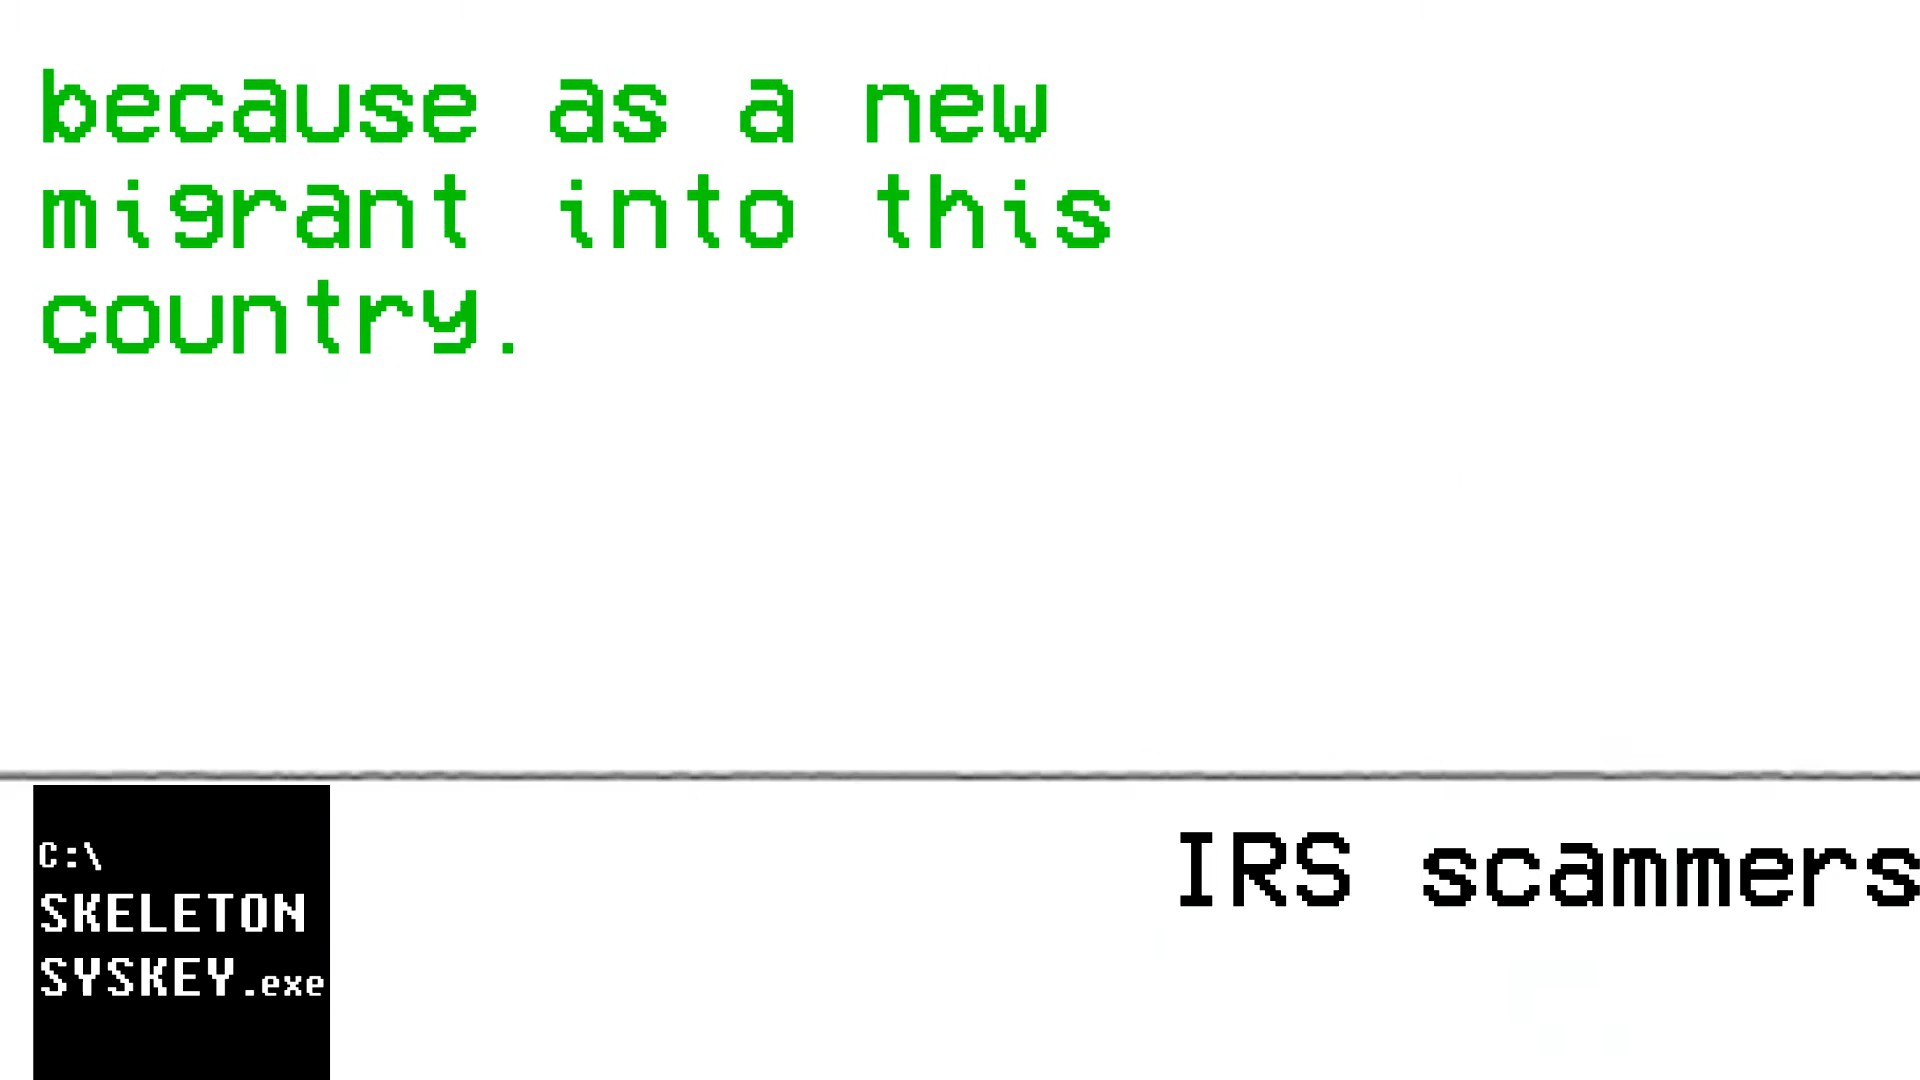 because as a new
migrant into this
country.
IRS scammers
C:\
SKELETON
SYSKEY.exe